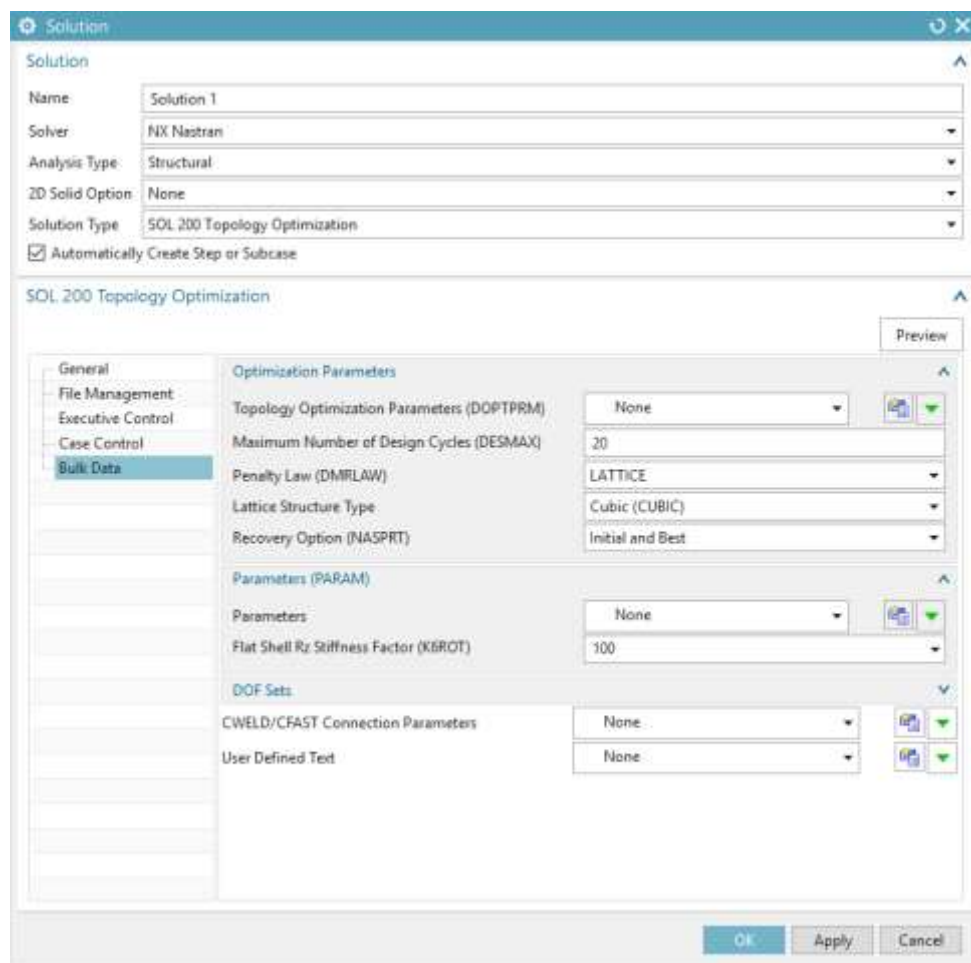 Solution
Solution
Name Solution 1
Solver NX Nastran
Analysis Type Structural
2D Solid Option None
Solution Type SOL 200 Topology Optimization
Automatically Create Step or Subcase
SOL 200 Topology Optimization
Preview
General
File Management
Executive Control
Case Control
Bulk Data
Optimization Parameters
Topology Optimization Parameters (DOPTPRM) None
Maximum Number of Design Cycles (DESMAX) 20
Penalty Law (DMRLAW) LATTICE
Lattice Structure Type Cubic (CUBIC)
Recovery Option (NASPRT) Initial and Best
Parameters (PARAM)
Parameters None
Flat Shell Rz Stiffness Factor (K6ROT) 100
DOF Sets
CWELD/CFAST Connection Parameters None
User Defined Text None
OK Apply Cancel